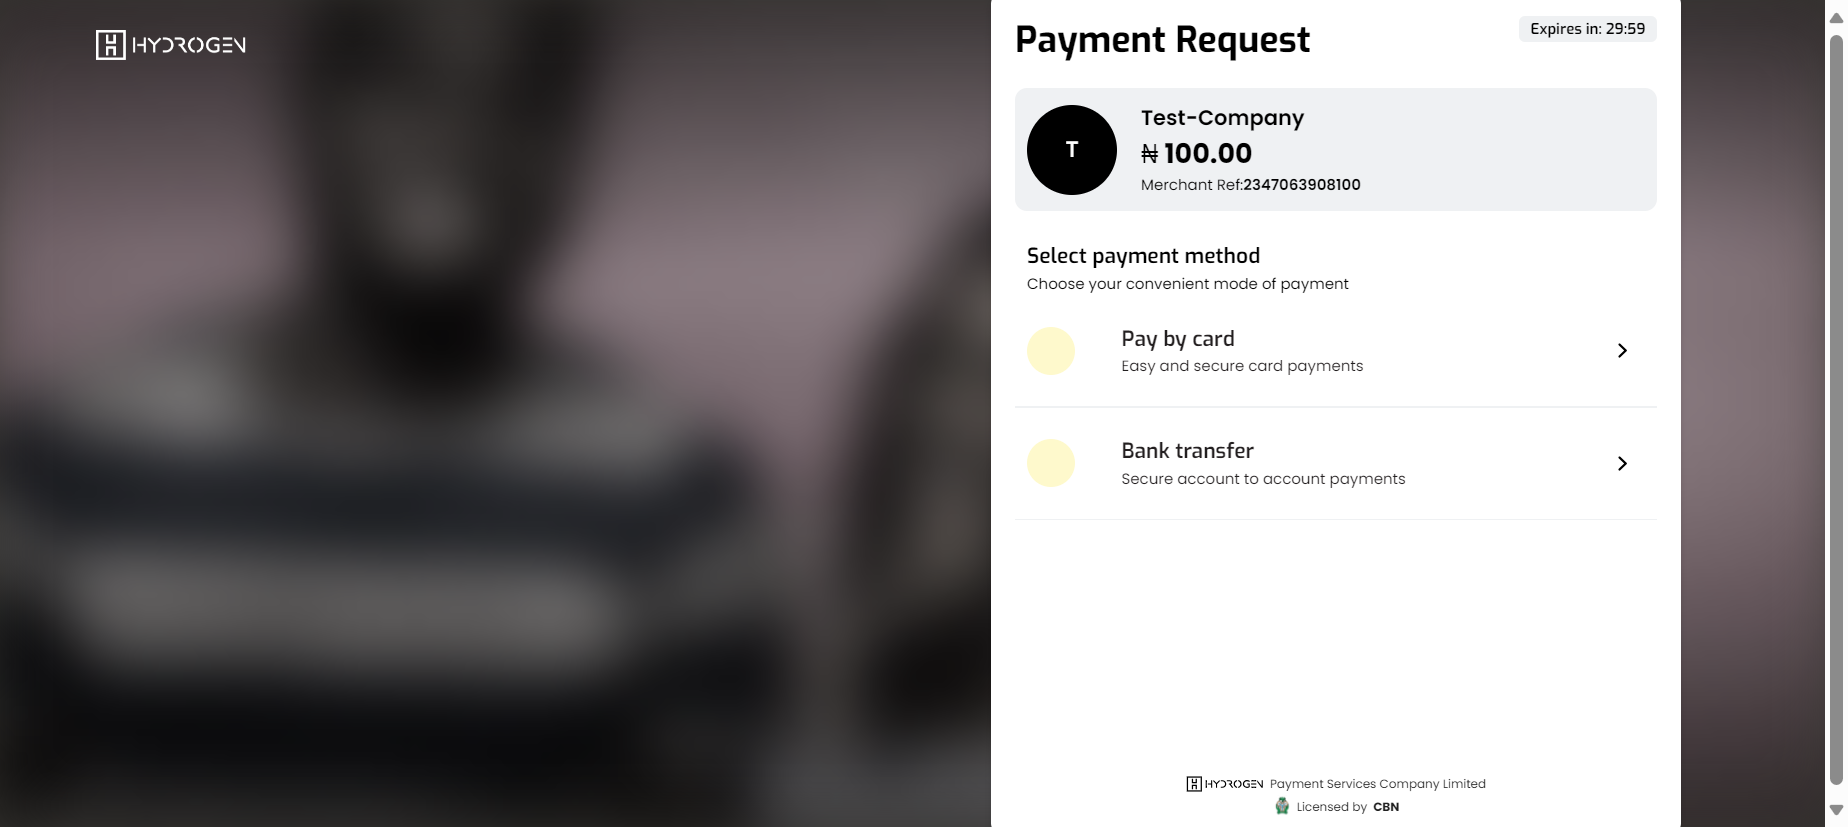 HYDROGEN
Payment Request
Expires in: 29:59
T
Test-Company
₦ 100.00
Merchant Ref:2347063908100
Select payment method
Choose your convenient mode of payment
Pay by card
Easy and secure card payments
Bank transfer
Secure account to account payments
HYDROGEN Payment Services Company Limited
Licensed by CBN